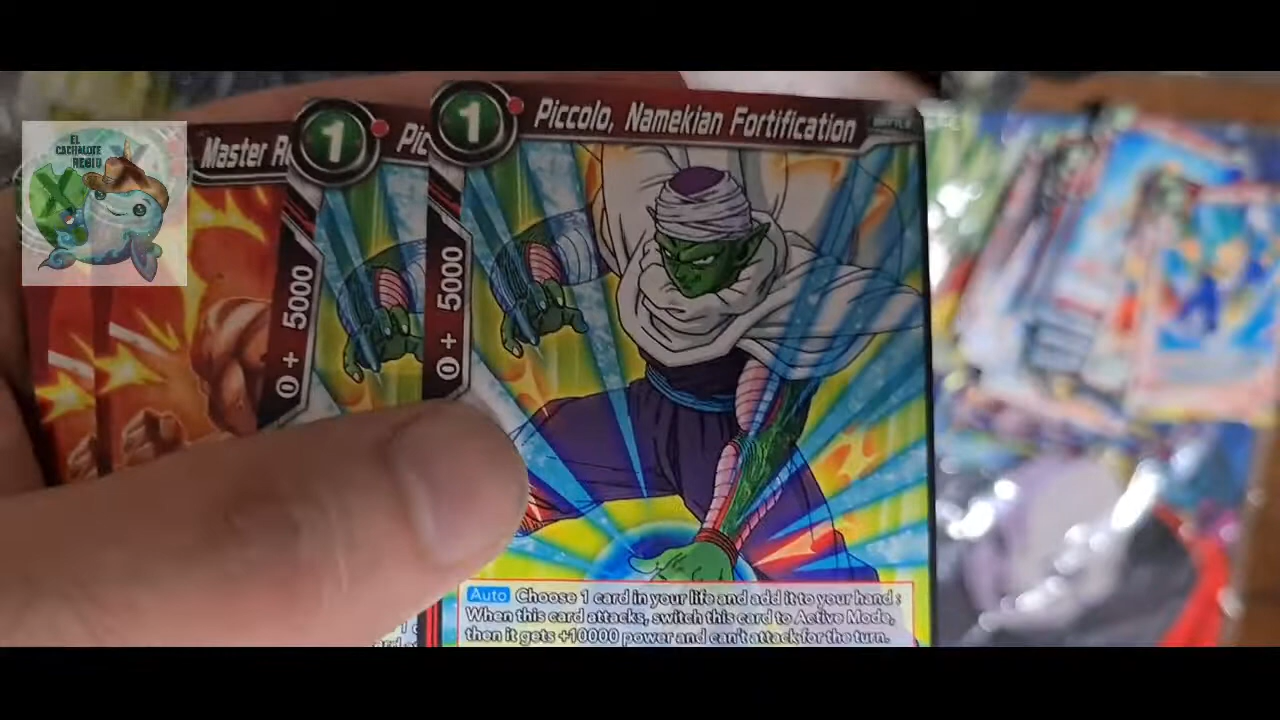 EL
CACHALOTE
REGIO
Master
1
Pic
1
Piccolo, Namekian Fortification
BATTLE
0 + 5000
0 + 5000
Auto Choose 1 card in your life and add it to your hand :
When this card attacks, switch this card to Active Mode,
then it gets +10000 power and can't attack for the turn.